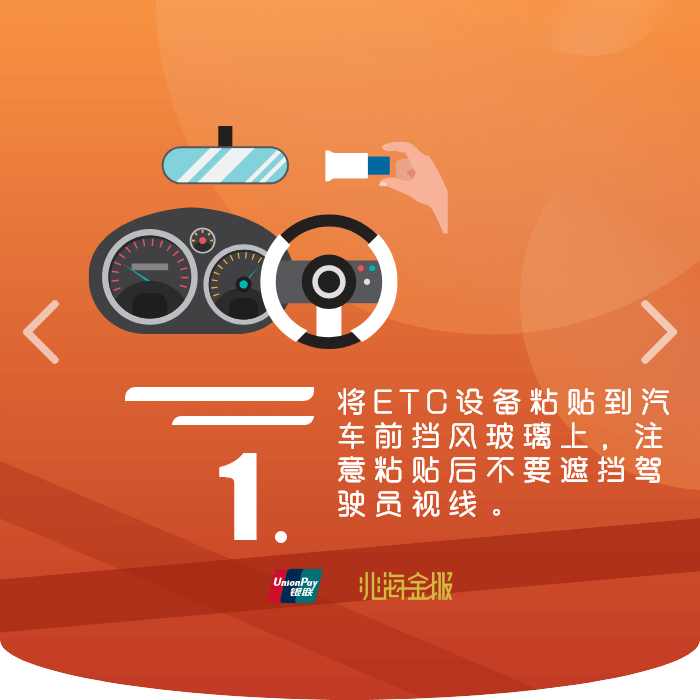 将ETC设备粘贴到汽
车前挡风玻璃上，注
意粘贴后不要遮挡驾
驶员视线。
1.
UnionPay
银联
北海金报